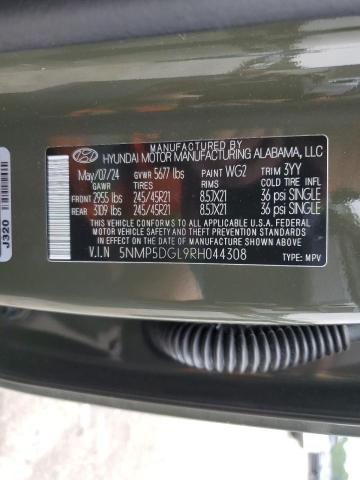 MANUFACTURED BY
HYUNDAI MOTOR MANUFACTURING ALABAMA, LLC
May/07/24 GVWR 5677 lbs PAINT WG2 TRIM 3YY
GAWR TIRES RIMS COLD TIRE INFL.
FRONT 2955 lbs 245/45R21 8.5JX21 36 psi SINGLE
REAR 3109 lbs 245/45R21 8.5JX21 36 psi SINGLE
THIS VEHICLE CONFORMS TO ALL APPLICABLE U.S. FEDERAL
MOTOR VEHICLE SAFETY AND THEFT PREVENTION STANDARDS
IN EFFECT ON THE DATE OF MANUFACTURE SHOWN ABOVE.
V.I.N 5NMP5DGL9RH044308
TYPE: MPV
J320